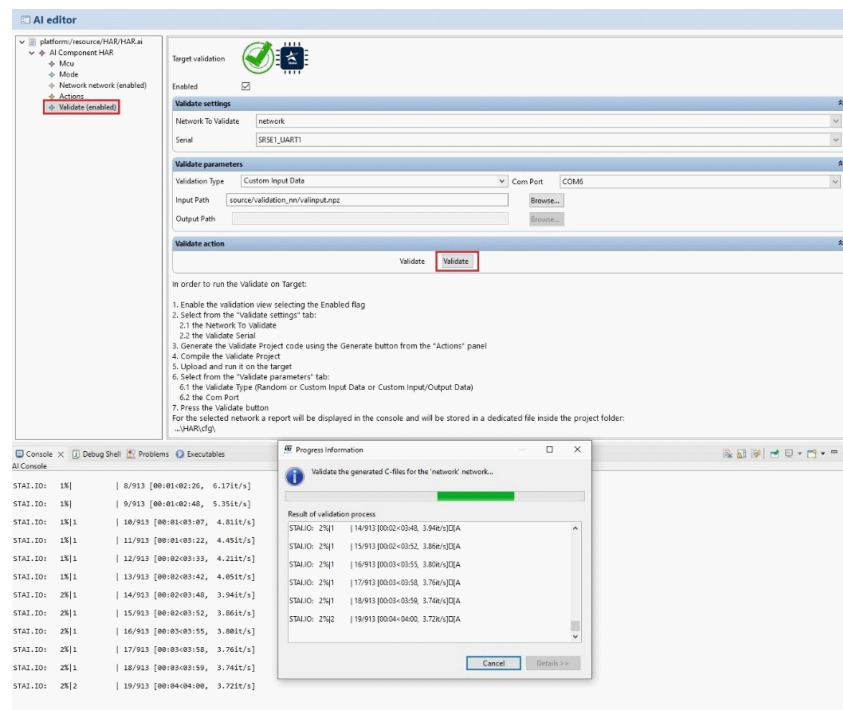 AI editor
platform:/resource/HAR/HAR.ai
AI Component HAR
Mcu
Mode
Network network (enabled)
Actions
Validate (enabled)
Target validation
Enabled
Validate settings
Network To Validate network
Serial SR5E1_UART1
Validate parameters
Validation Type Custom Input Data Com Port COM6
Input Path source/validation_nn/valinput.npz Browse...
Output Path Browse...
Validate action
Validate Validate
In order to run the Validate on Target:
1. Enable the validation view selecting the Enabled flag
2. Select from the "Validate settings" tab:
2.1 the Network To Validate
2.2 the Validate Serial
3. Generate the Validate Project code using the Generate button from the "Actions" panel
4. Compile the Validate Project
5. Upload and run it on the target
6. Select from the "Validate parameters" tab:
6.1 the Validate Type (Random or Custom Input Data or Custom Input/Output Data)
6.2 the Com Port
7. Press the Validate button
For the selected network a report will be displayed in the console and will be stored in a dedicated file inside the project folder:
...\HAR\cfg\
Console Debug Shell Problems Executables
AI Console
STAI.IO: 1%| | 8/913 [00:01<02:26, 6.17it/s]
STAI.IO: 1%| | 9/913 [00:01<02:48, 5.35it/s]
STAI.IO: 1%|1 | 10/913 [00:01<03:07, 4.81it/s]
STAI.IO: 1%|1 | 11/913 [00:01<03:22, 4.45it/s]
STAI.IO: 1%|1 | 12/913 [00:02<03:33, 4.21it/s]
STAI.IO: 1%|1 | 13/913 [00:02<03:42, 4.05it/s]
STAI.IO: 2%|1 | 14/913 [00:02<03:48, 3.94it/s]
STAI.IO: 2%|1 | 15/913 [00:02<03:52, 3.86it/s]
STAI.IO: 2%|1 | 16/913 [00:03<03:55, 3.80it/s]
STAI.IO: 2%|1 | 17/913 [00:03<03:58, 3.76it/s]
STAI.IO: 2%|1 | 18/913 [00:03<03:59, 3.74it/s]
STAI.IO: 2%|2 | 19/913 [00:04<04:00, 3.72it/s]
Progress Information
Validate the generated C-files for the 'network' network...
Result of validation process
STAI.IO: 2%|1 | 14/913 [00:02<03:48, 3.94it/s]□[A
STAI.IO: 2%|1 | 15/913 [00:02<03:52, 3.86it/s]□[A
STAI.IO: 2%|1 | 16/913 [00:03<03:55, 3.80it/s]□[A
STAI.IO: 2%|1 | 17/913 [00:03<03:58, 3.76it/s]□[A
STAI.IO: 2%|1 | 18/913 [00:03<03:59, 3.74it/s]□[A
STAI.IO: 2%|2 | 19/913 [00:04<04:00, 3.72it/s]□[A
Cancel Details >>